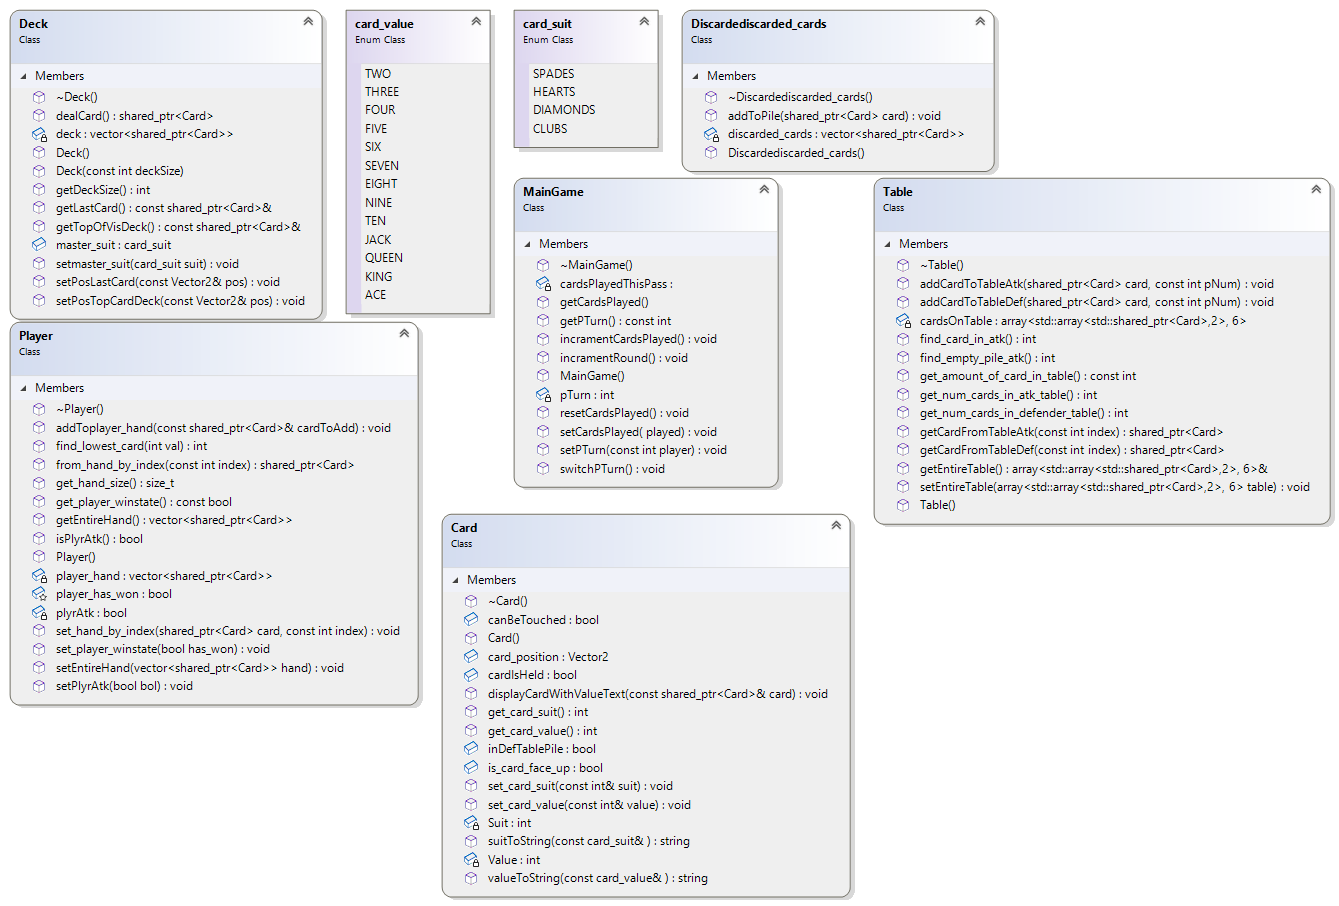 Deck
Class
Members
~Deck()
dealCard() : shared_ptr<Card>
deck : vector<shared_ptr<Card>>
Deck()
Deck(const int deckSize)
getDeckSize() : int
getLastCard() : const shared_ptr<Card>&
getTopOfVisDeck() : const shared_ptr<Card>&
master_suit : card_suit
setmaster_suit(card_suit suit) : void
setPosLastCard(const Vector2& pos) : void
setPosTopCardDeck(const Vector2& pos) : void
card_value
Enum Class
TWO
THREE
FOUR
FIVE
SIX
SEVEN
EIGHT
NINE
TEN
JACK
QUEEN
KING
ACE
card_suit
Enum Class
SPADES
HEARTS
DIAMONDS
CLUBS
Discardediscarded_cards
Class
Members
~Discardediscarded_cards()
addToPile(shared_ptr<Card> card) : void
discarded_cards : vector<shared_ptr<Card>>
Discardediscarded_cards()
MainGame
Class
Members
~MainGame()
cardsPlayedThisPass :
getCardsPlayed()
getPTurn() : const int
incramentCardsPlayed() : void
incramentRound() : void
MainGame()
pTurn : int
resetCardsPlayed() : void
setCardsPlayed( played) : void
setPTurn(const int player) : void
switchPTurn() : void
Table
Class
Members
~Table()
addCardToTableAtk(shared_ptr<Card> card, const int pNum) : void
addCardToTableDef(shared_ptr<Card> card, const int pNum) : void
cardsOnTable : array<std::array<std::shared_ptr<Card>,2>, 6>
find_card_in_atk() : int
find_empty_pile_atk() : int
get_amount_of_card_in_table() : const int
get_num_cards_in_atk_table() : int
get_num_cards_in_defender_table() : int
getCardFromTableAtk(const int index) : shared_ptr<Card>
getCardFromTableDef(const int index) : shared_ptr<Card>
getEntireTable() : array<std::array<std::shared_ptr<Card>,2>, 6>&
setEntireTable(array<std::array<std::shared_ptr<Card>,2>, 6> table) : void
Table()
Player
Class
Members
~Player()
addToplayer_hand(const shared_ptr<Card>& cardToAdd) : void
find_lowest_card(int val) : int
from_hand_by_index(const int index) : shared_ptr<Card>
get_hand_size() : size_t
get_player_winstate() : const bool
getEntireHand() : vector<shared_ptr<Card>>
isPlyrAtk() : bool
Player()
player_hand : vector<shared_ptr<Card>>
player_has_won : bool
plyrAtk : bool
set_hand_by_index(shared_ptr<Card> card, const int index) : void
set_player_winstate(bool has_won) : void
setEntireHand(vector<shared_ptr<Card>> hand) : void
setPlyrAtk(bool bol) : void
Card
Class
Members
~Card()
canBeTouched : bool
Card()
card_position : Vector2
cardIsHeld : bool
displayCardWithValueText(const shared_ptr<Card>& card) : void
get_card_suit() : int
get_card_value() : int
inDefTablePile : bool
is_card_face_up : bool
set_card_suit(const int& suit) : void
set_card_value(const int& value) : void
Suit : int
suitToString(const card_suit& ) : string
Value : int
valueToString(const card_value& ) : string